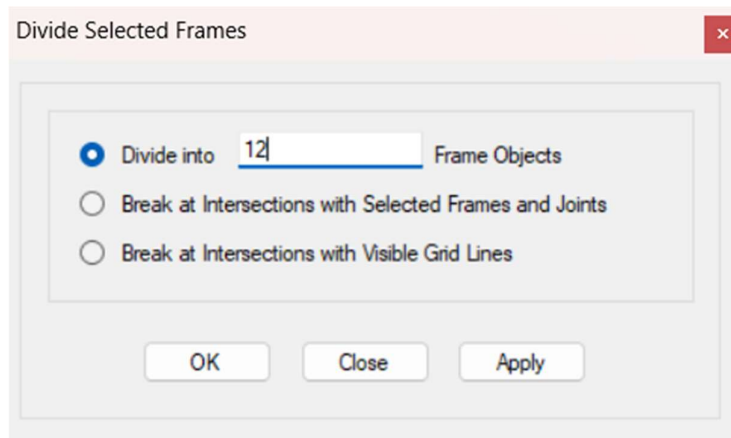 Divide Selected Frames
Divide into 12 Frame Objects
Break at Intersections with Selected Frames and Joints
Break at Intersections with Visible Grid Lines
OK Close Apply